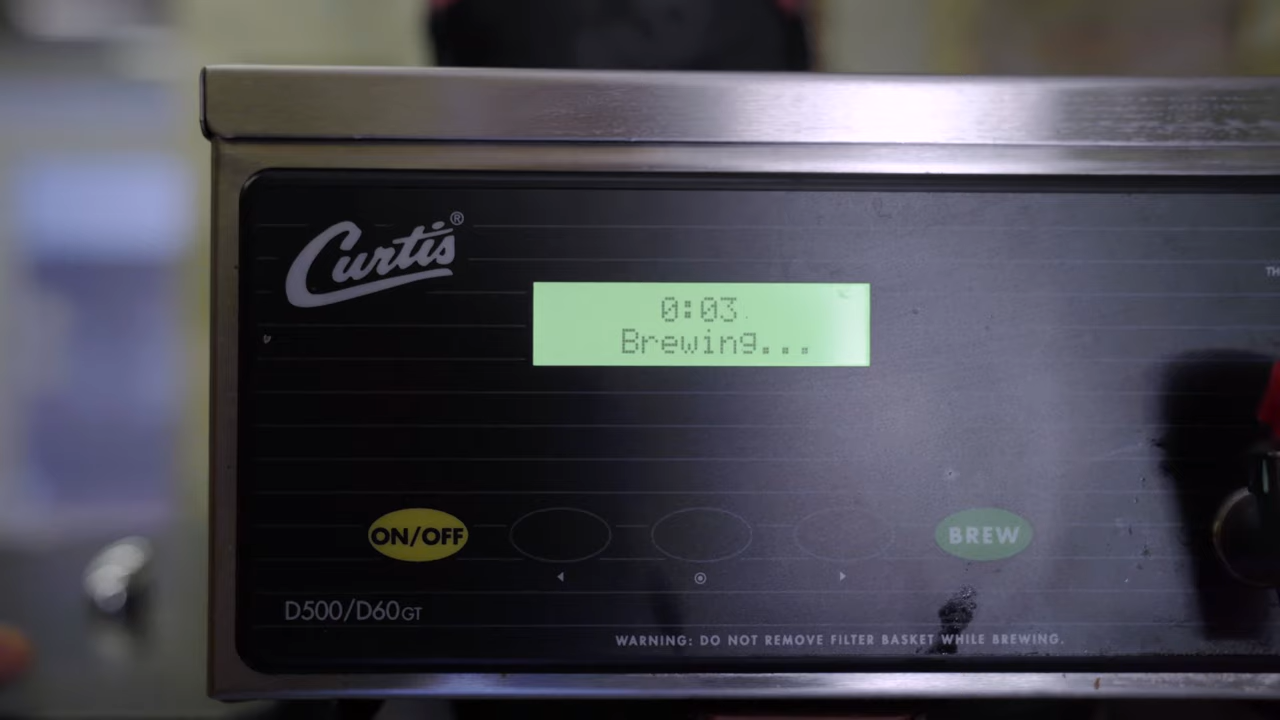 Curtis®
0:03
Brewing...
ON/OFF
BREW
D500/D60GT
WARNING: DO NOT REMOVE FILTER BASKET WHILE BREWING.